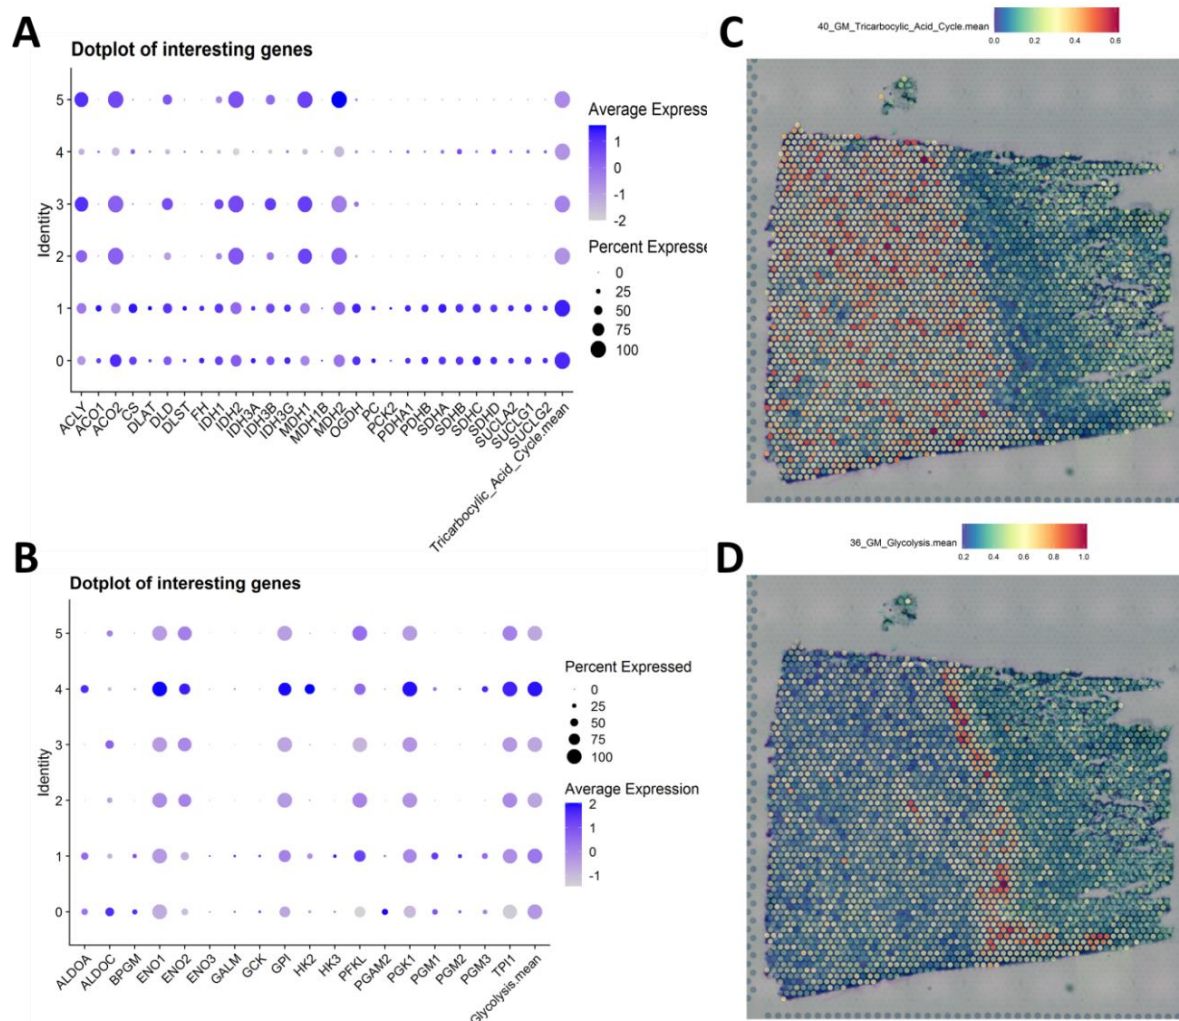 A
Dotplot of interesting genes
Identity
5
4
3
2
1
0
ACLY
ACO1
ACO2
CS
DLAT
DLD
DLST
FH
IDH1
IDH2
IDH3A
IDH3B
IDH3G
MDH1
MDH1B
MDH2
OGDH
PC
PCK2
PDHA1
PDHB
SDHA
SDHB
SDHC
SDHD
SUCLA2
SUCLG1
SUCLG2
Tricarbocylic_Acid_Cycle.mean
Average Express
1
0
-1
-2
Percent Expresse
0
25
50
75
100
C
40_GM_Tricarbocylic_Acid_Cycle.mean
0.0 0.2 0.4 0.6
B
Dotplot of interesting genes
Identity
5
4
3
2
1
0
ALDOA
ALDOC
BPGM
ENO1
ENO2
ENO3
GALM
GCK
GPI
HK2
HK3
PFKL
PGAM2
PGK1
PGM1
PGM2
PGM3
TPI1
Glycolysis.mean
Percent Expressed
0
25
50
75
100
Average Expression
2
1
0
-1
D
36_GM_Glycolysis.mean
0.2 0.4 0.6 0.8 1.0